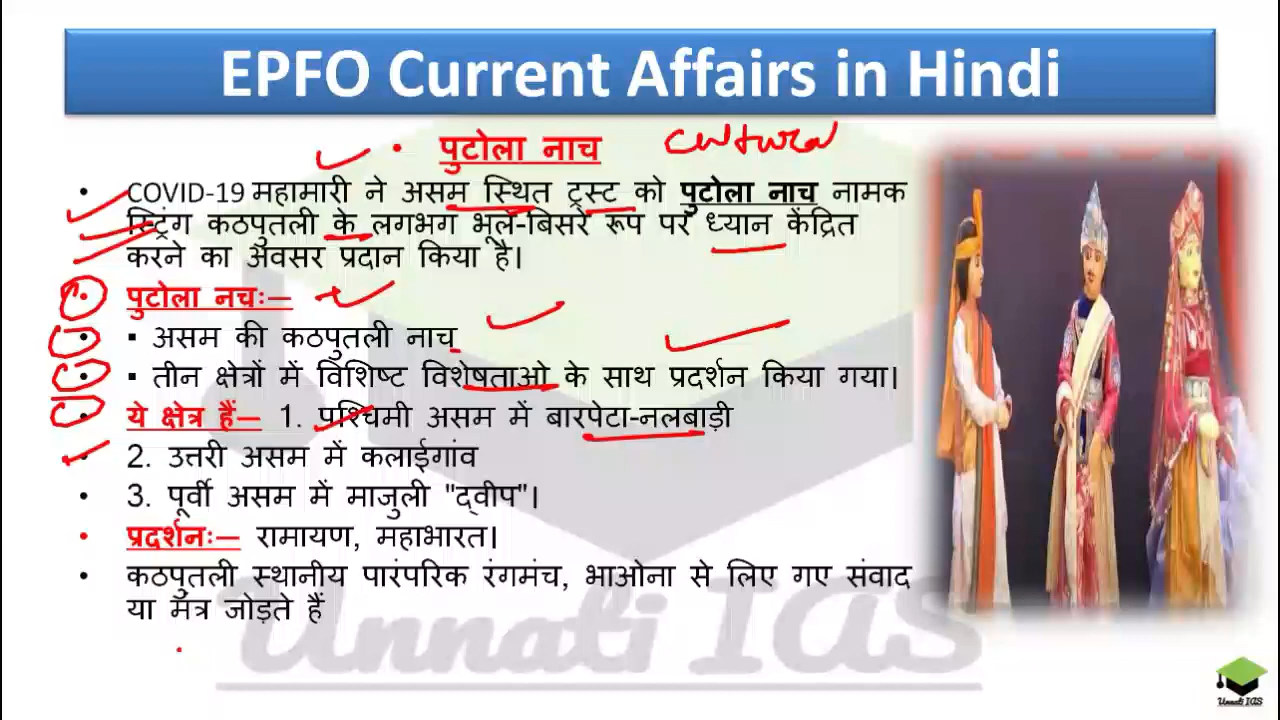 EPFO Current Affairs in Hindi
• पुटोला नाच cultural
• COVID-19 महामारी ने असम स्थित ट्रस्ट को पुटोला नाच नामक
स्ट्रिंग कठपुतली के लगभग भूले-बिसरे रूप पर ध्यान केंद्रित
करने का अवसर प्रदान किया है।
• पुटोला नचः—
• ▪ असम की कठपुतली नाच
• ▪ तीन क्षेत्रों में विशिष्ट विशेषताओं के साथ प्रदर्शन किया गया।
• ये क्षेत्र हैं— 1. पश्चिमी असम में बारपेटा-नलबाड़ी
• 2. उत्तरी असम में कलाईगांव
• 3. पूर्वी असम में माजुली "द्वीप"।
• प्रदर्शनः— रामायण, महाभारत।
• कठपुतली स्थानीय पारंपरिक रंगमंच, भाओना से लिए गए संवाद
या मंत्र जोड़ते हैं
Unnati IAS
Unnati IAS